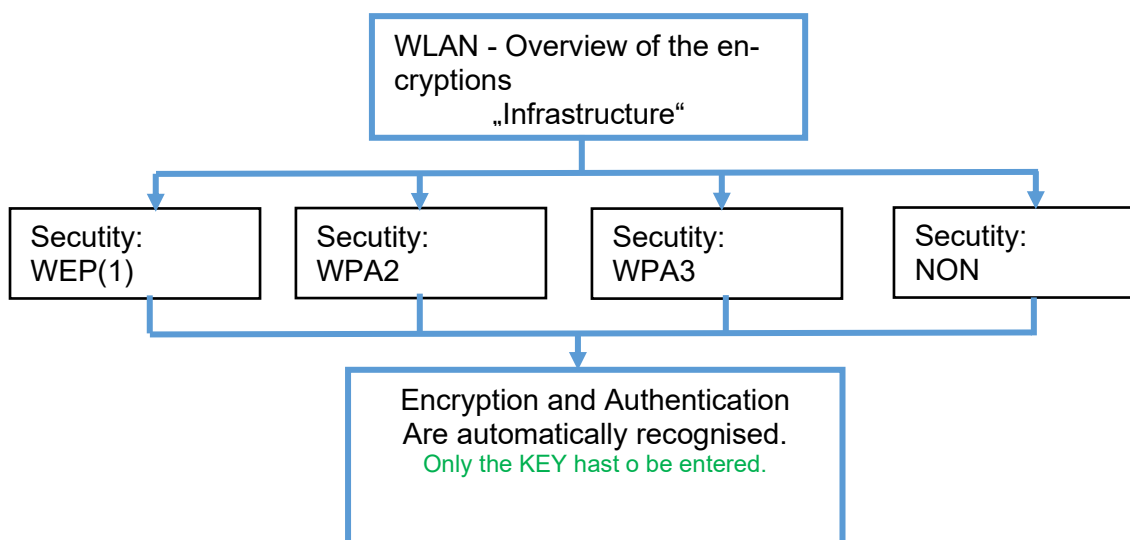 WLAN - Overview of the en-
cryptions
„Infrastructure“
Secutity:
WEP(1)
Secutity:
WPA2
Secutity:
WPA3
Secutity:
NON
Encryption and Authentication
Are automatically recognised.
Only the KEY hast o be entered.